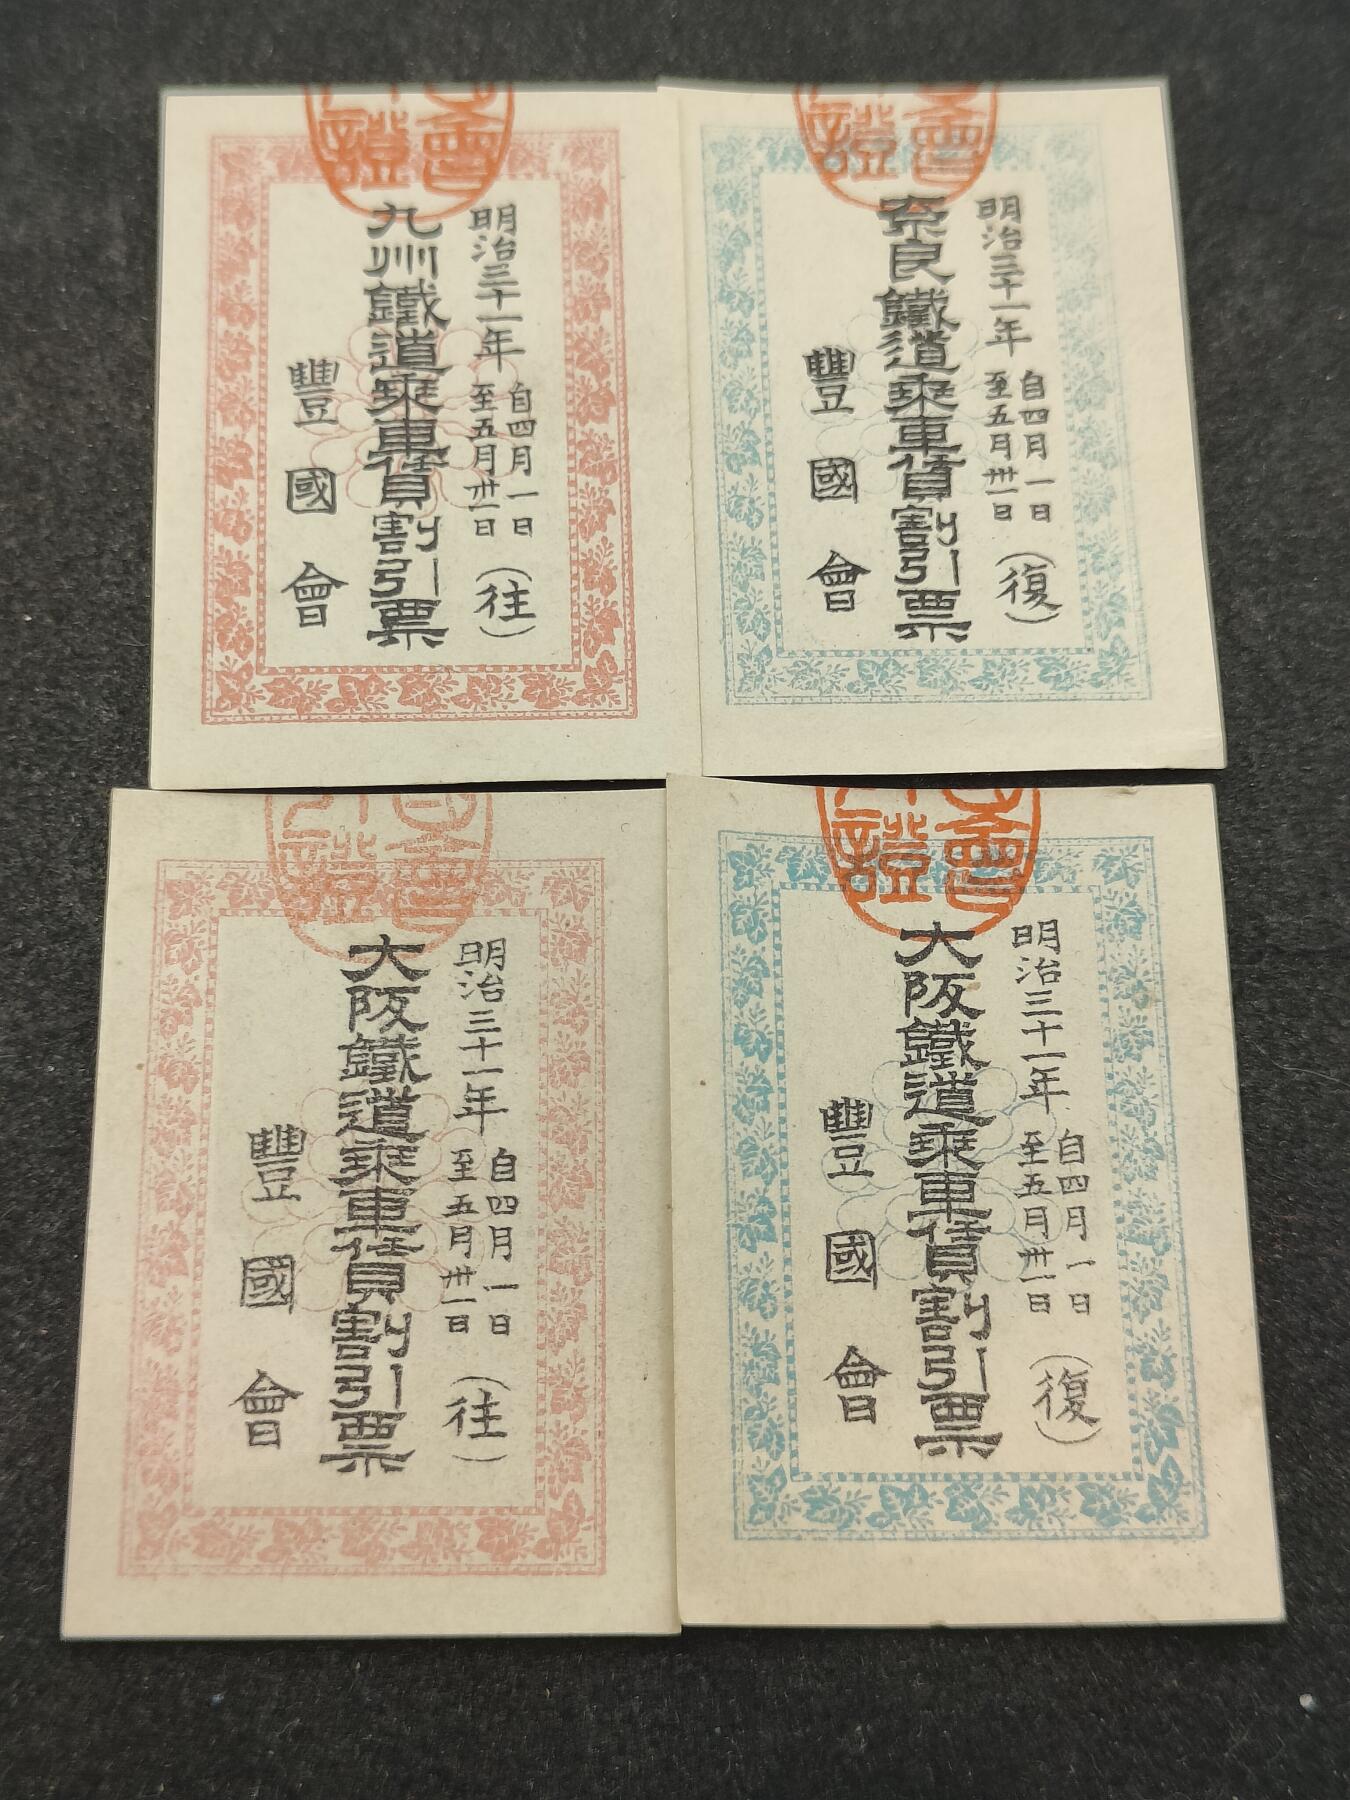 會
證
明治三十一年
自四月一日
至五月卅一日
(往)
九州鐵道乘車賃割引票
豐國會
會
證
明治三十一年
自四月一日
至五月卅一日
(復)
奈良鐵道乘車賃割引票
豐國會
國會
證
明治三十一年
自四月一日
至五月卅一日
(往)
大阪鐵道乘車賃割引票
豐國會
會
證
明治三十一年
自四月一日
至五月卅一日
(復)
大阪鐵道乘車賃割引票
豐國會